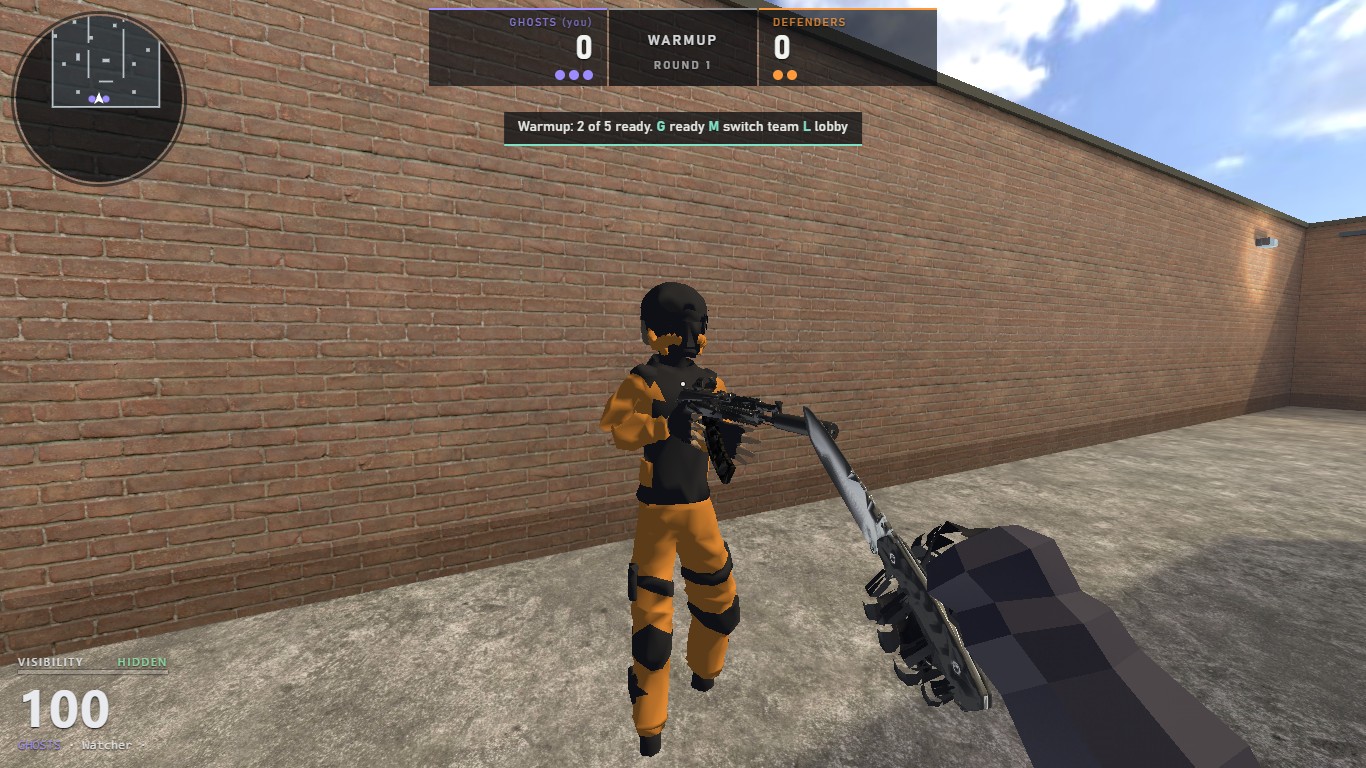 GHOSTS (you)
0
WARMUP
ROUND 1
DEFENDERS
0
Warmup: 2 of 5 ready. G ready M switch team L lobby
VISIBILITY HIDDEN
100
GHOSTS · Watcher